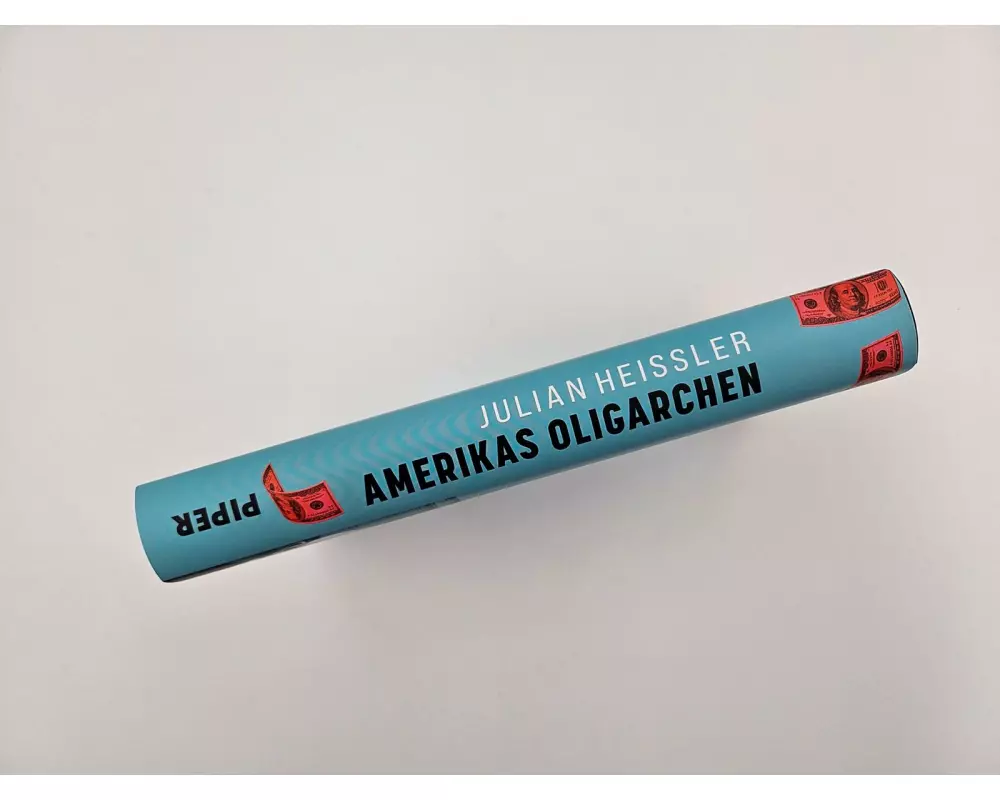 JULIAN HEISSLER
AMERIKAS OLIGARCHEN
PIPER